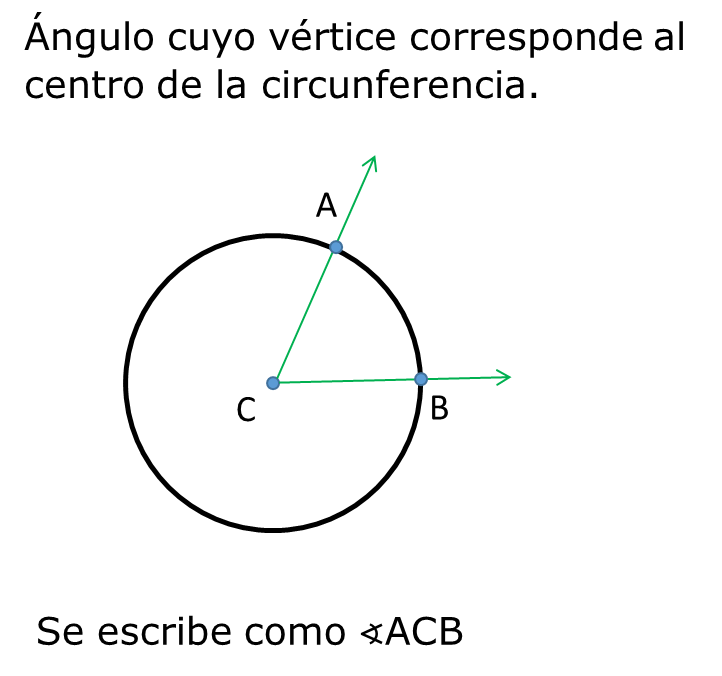 Ángulo cuyo vértice corresponde al
centro de la circunferencia.
A
C
B
Se escribe como ∢ACB